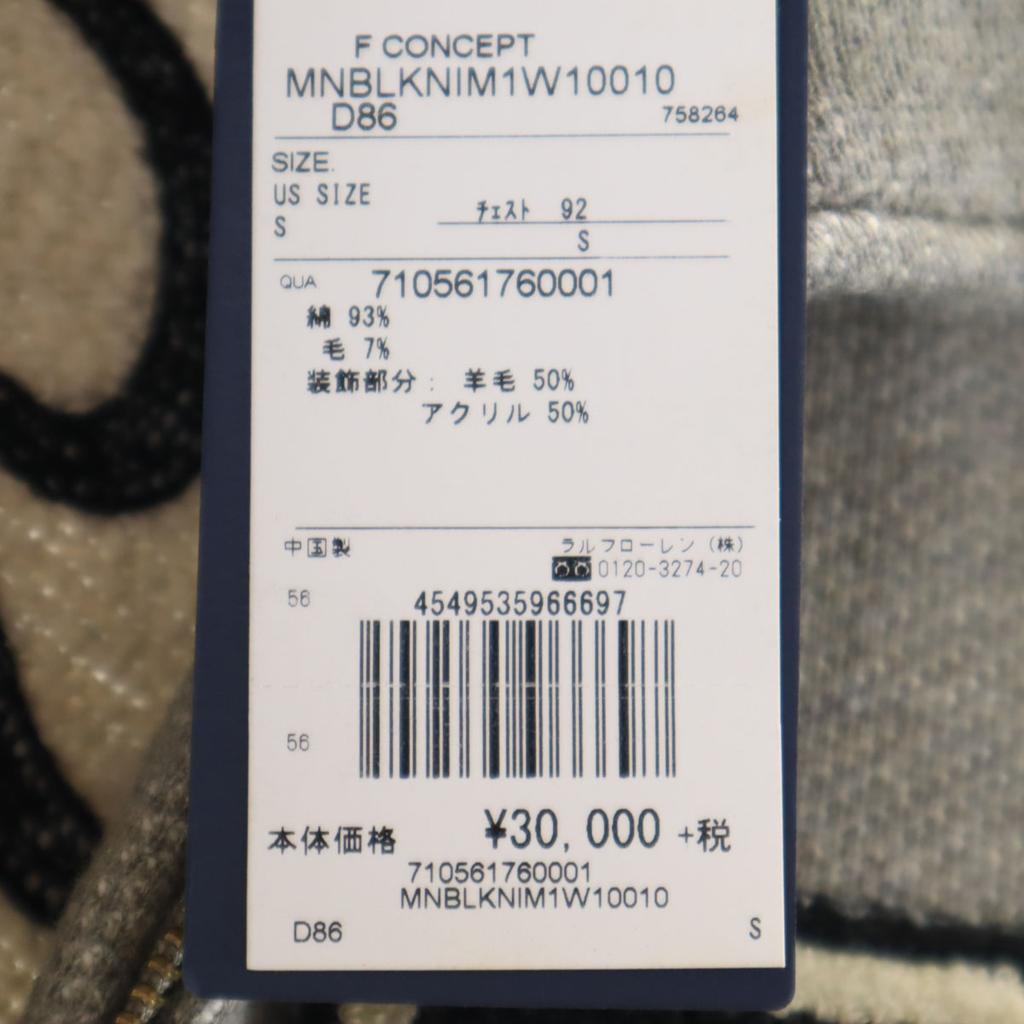 F CONCEPT
MNBLKNIM1W10010
D86 758264
SIZE.
US SIZE
S
チェスト 92
S
QUA 710561760001
綿 93%
毛 7%
装飾部分: 羊毛 50%
アクリル 50%
中国製 ラルフローレン(株)
0120-3274-20
56 4549535966697
56
本体価格 ¥30,000 +税
710561760001
MNBLKNIM1W10010
D86 S